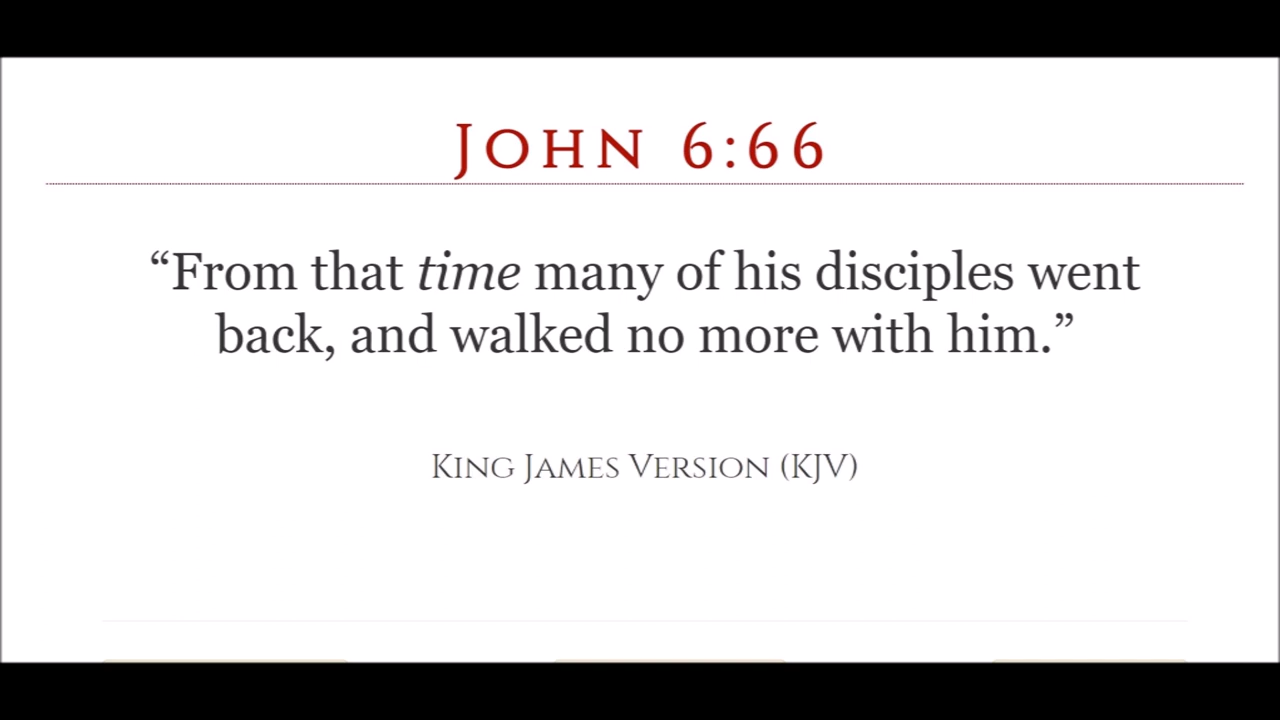 John 6:66
“From that time many of his disciples went
back, and walked no more with him.”
King James Version (KJV)